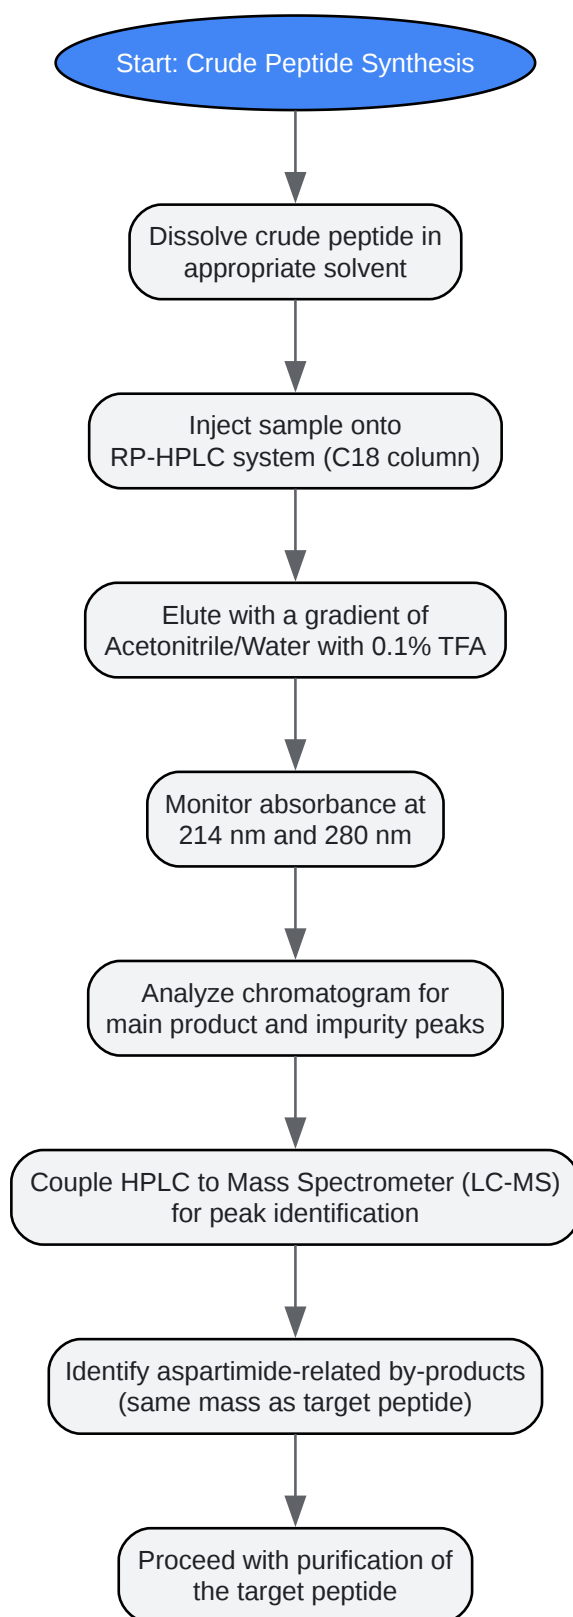 Start: Crude Peptide Synthesis
Dissolve crude peptide in
appropriate solvent
Inject sample onto
RP-HPLC system (C18 column)
Elute with a gradient of
Acetonitrile/Water with 0.1% TFA
Monitor absorbance at
214 nm and 280 nm
Analyze chromatogram for
main product and impurity peaks
Couple HPLC to Mass Spectrometer (LC-MS)
for peak identification
Identify aspartimide-related by-products
(same mass as target peptide)
Proceed with purification of
the target peptide